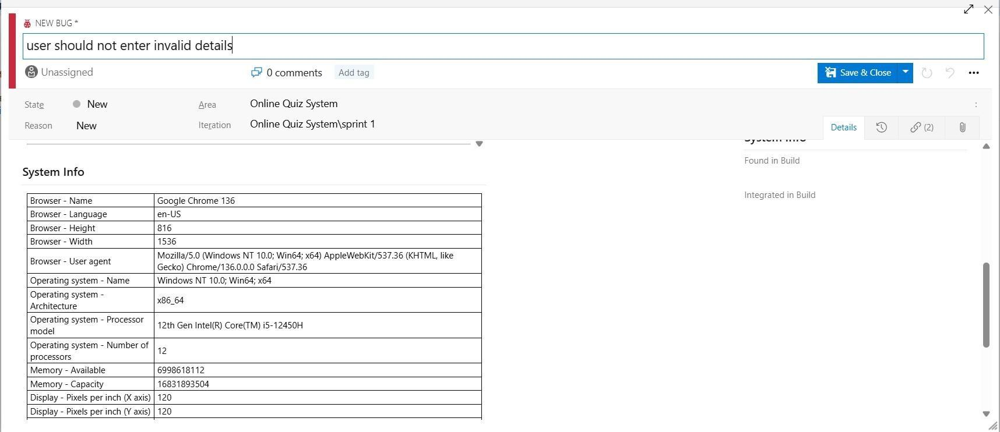 NEW BUG *
user should not enter invalid details
Unassigned
0 comments
Add tag
Save & Close
State
New
Area
Online Quiz System
Reason
New
Iteration
Online Quiz System\sprint 1
Details
(2)
System Info
Found in Build
Integrated in Build
System Info
Browser - Name
Google Chrome 136
Browser - Language
en-US
Browser - Height
816
Browser - Width
1536
Browser - User agent
Mozilla/5.0 (Windows NT 10.0; Win64; x64) AppleWebKit/537.36 (KHTML, like
Gecko) Chrome/136.0.0.0 Safari/537.36
Operating system - Name
Windows NT 10.0; Win64; x64
Operating system -
Architecture
x86_64
Operating system - Processor
model
12th Gen Intel(R) Core(TM) i5-12450H
Operating system - Number of
processors
12
Memory - Available
6998618112
Memory - Capacity
16831893504
Display - Pixels per inch (X axis)
120
Display - Pixels per inch (Y axis)
120